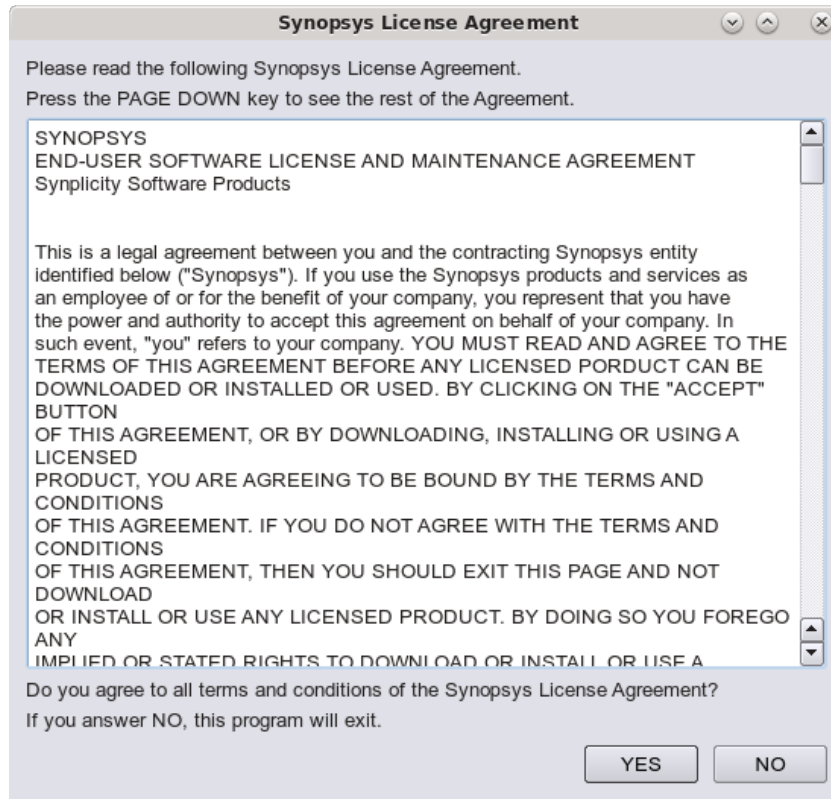 Synopsys License Agreement
Please read the following Synopsys License Agreement.
Press the PAGE DOWN key to see the rest of the Agreement.
SYNOPSYS
END-USER SOFTWARE LICENSE AND MAINTENANCE AGREEMENT
Synplicity Software Products
This is a legal agreement between you and the contracting Synopsys entity
identified below ("Synopsys"). If you use the Synopsys products and services as
an employee of or for the benefit of your company, you represent that you have
the power and authority to accept this agreement on behalf of your company. In
such event, "you" refers to your company. YOU MUST READ AND AGREE TO THE
TERMS OF THIS AGREEMENT BEFORE ANY LICENSED PORDUCT CAN BE
DOWNLOADED OR INSTALLED OR USED. BY CLICKING ON THE "ACCEPT"
BUTTON
OF THIS AGREEMENT, OR BY DOWNLOADING, INSTALLING OR USING A
LICENSED
PRODUCT, YOU ARE AGREEING TO BE BOUND BY THE TERMS AND
CONDITIONS
OF THIS AGREEMENT. IF YOU DO NOT AGREE WITH THE TERMS AND
CONDITIONS
OF THIS AGREEMENT, THEN YOU SHOULD EXIT THIS PAGE AND NOT
DOWNLOAD
OR INSTALL OR USE ANY LICENSED PRODUCT. BY DOING SO YOU FOREGO
ANY
IMPLIED OR STATED RIGHTS TO DOWNLOAD OR INSTALL OR USE A
Do you agree to all terms and conditions of the Synopsys License Agreement?
If you answer NO, this program will exit.
YES NO